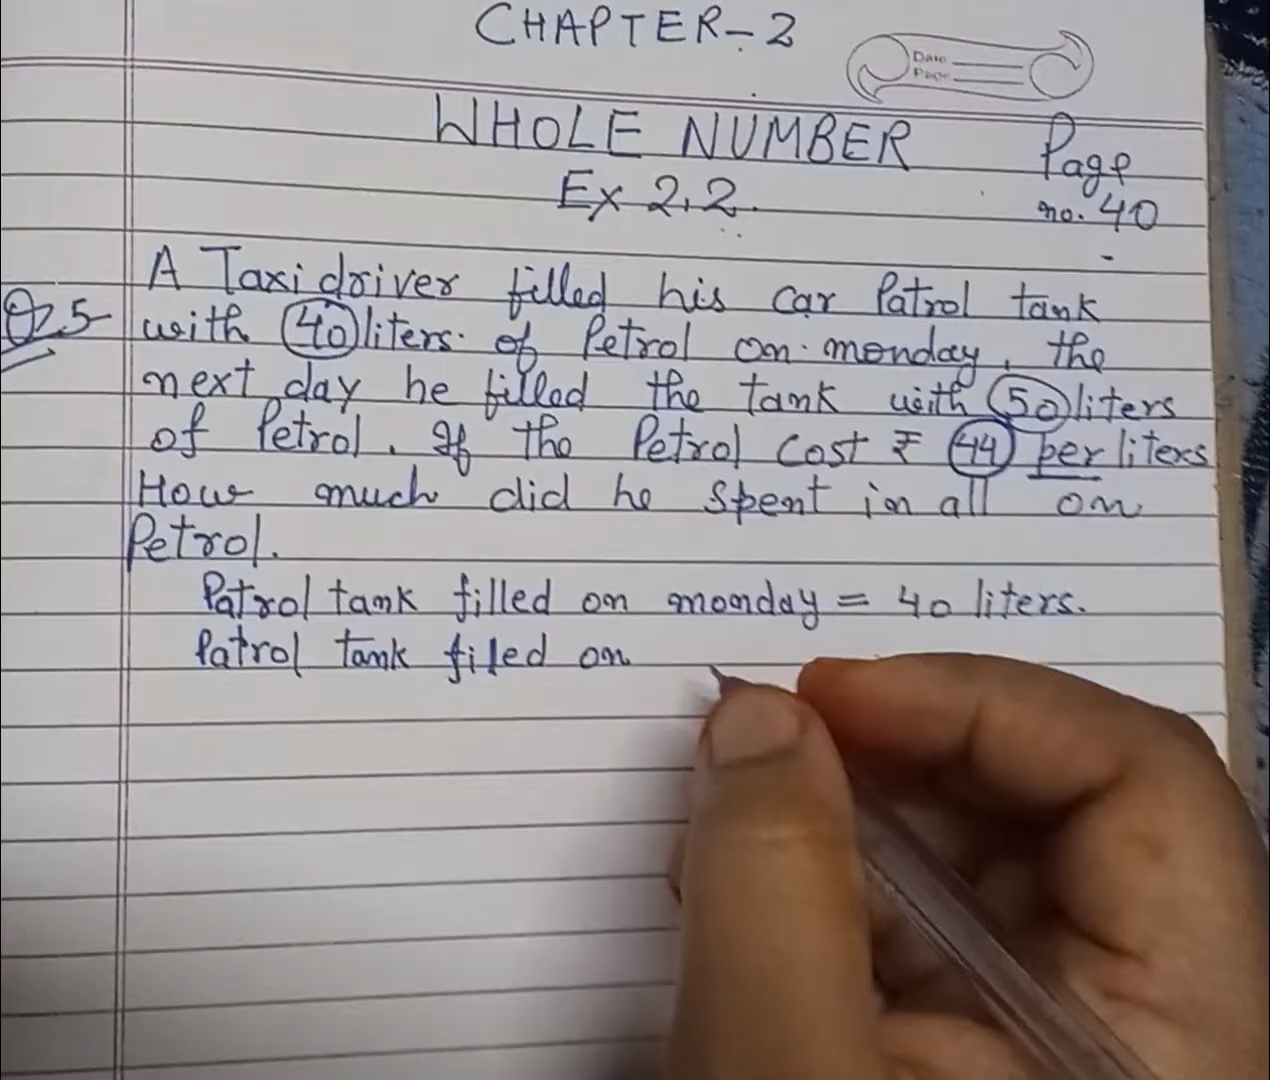 CHAPTER-2
Date
Page
WHOLE NUMBER
Page
Ex 2.2
no. 40
A Taxi driver filled his car Patrol tank
Q5 with 40 liters of Petrol on monday, the
next day he filled the tank with 50 liters
of Petrol. If the Petrol cost ₹ 44 per liters
How much did he spent in all on
Petrol.
Patrol tank filled on monday = 40 liters.
Patrol tank filed on